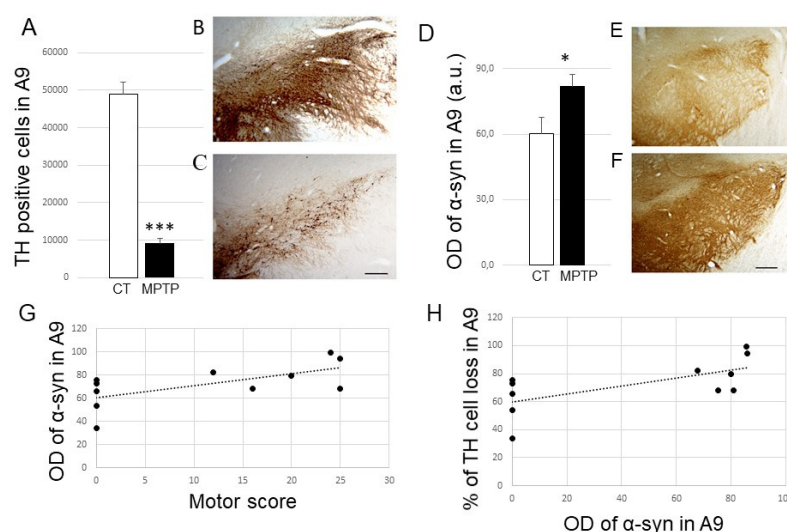 A
TH positive cells in A9
60000
50000
40000
30000
20000
10000
0
***
CT
MPTP
B
C
D
OD of α-syn in A9 (a.u.)
90,0
60,0
30,0
0,0
*
CT
MPTP
E
F
G
OD of α-syn in A9
120
100
80
60
40
20
0
0
5
10
15
20
25
30
Motor score
H
% of TH cell loss in A9
120
100
80
60
40
20
0
0
20
40
60
80
100
OD of α-syn in A9